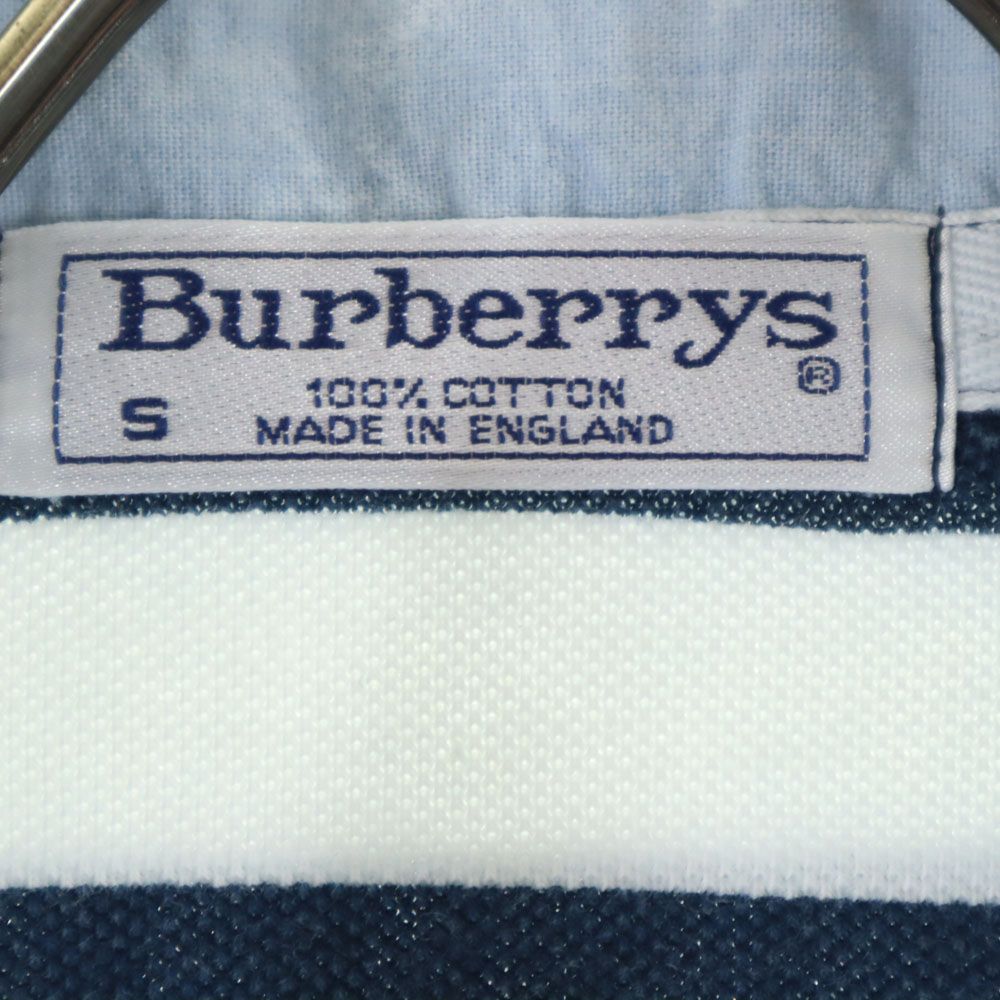 Burberrys®
100% COTTON
S MADE IN ENGLAND